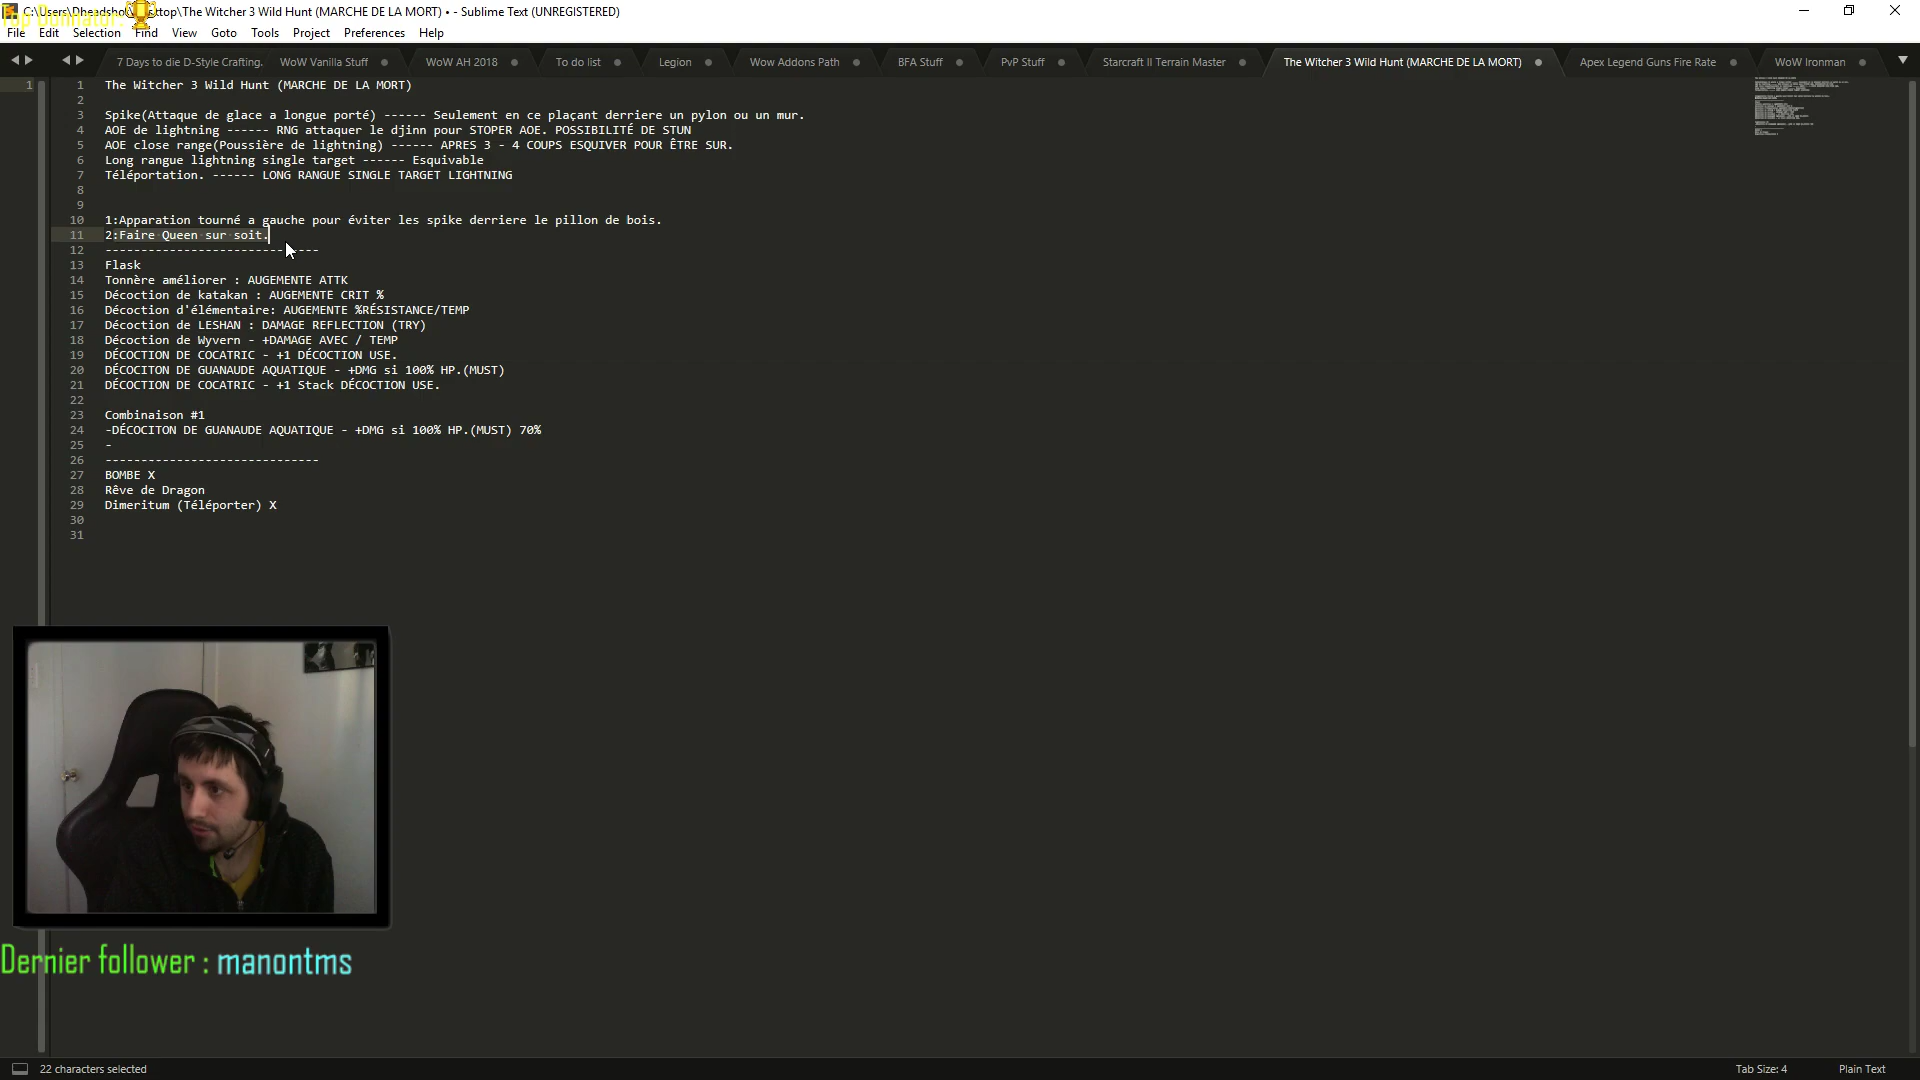 Top Donnator:
C:\Users\Dheadsho\ ttop\The Witcher 3 Wild Hunt (MARCHE DE LA MORT) • - Sublime Text (UNREGISTERED)
File Edit Selection Find View Goto Tools Project Preferences Help
7 Days to die D-Style Crafting. WoW Vanilla Stuff WoW AH 2018 To do list Legion Wow Addons Path BFA Stuff PvP Stuff Starcraft II Terrain Master The Witcher 3 Wild Hunt (MARCHE DE LA MORT) Apex Legend Guns Fire Rate WoW Ironman
1 1 The Witcher 3 Wild Hunt (MARCHE DE LA MORT)
2
3 Spike(Attaque de glace a longue porté) ------ Seulement en ce plaçant derriere un pylon ou un mur.
4 AOE de lightning ------ RNG attaquer le djinn pour STOPER AOE. POSSIBILITÉ DE STUN
5 AOE close range(Poussière de lightning) ------ APRES 3 - 4 COUPS ESQUIVER POUR ÊTRE SUR.
6 Long rangue lightning single target ------ Esquivable
7 Téléportation. ------ LONG RANGUE SINGLE TARGET LIGHTNING
8
9
10 1:Apparation tourné a gauche pour éviter les spike derriere le pillon de bois.
11 2:Faire Queen sur soit.
12 ------------------------------
13 Flask
14 Tonnère améliorer : AUGEMENTE ATTK
15 Décoction de katakan : AUGEMENTE CRIT %
16 Décoction d'élémentaire: AUGEMENTE %RÉSISTANCE/TEMP
17 Décoction de LESHAN : DAMAGE REFLECTION (TRY)
18 Décoction de Wyvern - +DAMAGE AVEC / TEMP
19 DÉCOCTION DE COCATRIC - +1 DÉCOCTION USE.
20 DÉCOCITON DE GUANAUDE AQUATIQUE - +DMG si 100% HP.(MUST)
21 DÉCOCTION DE COCATRIC - +1 Stack DÉCOCTION USE.
22
23 Combinaison #1
24 -DÉCOCITON DE GUANAUDE AQUATIQUE - +DMG si 100% HP.(MUST) 70%
25 -
26 ------------------------------
27 BOMBE X
28 Rêve de Dragon
29 Dimeritum (Téléporter) X
30
31
Dernier follower : manontms
22 characters selected Tab Size: 4 Plain Text